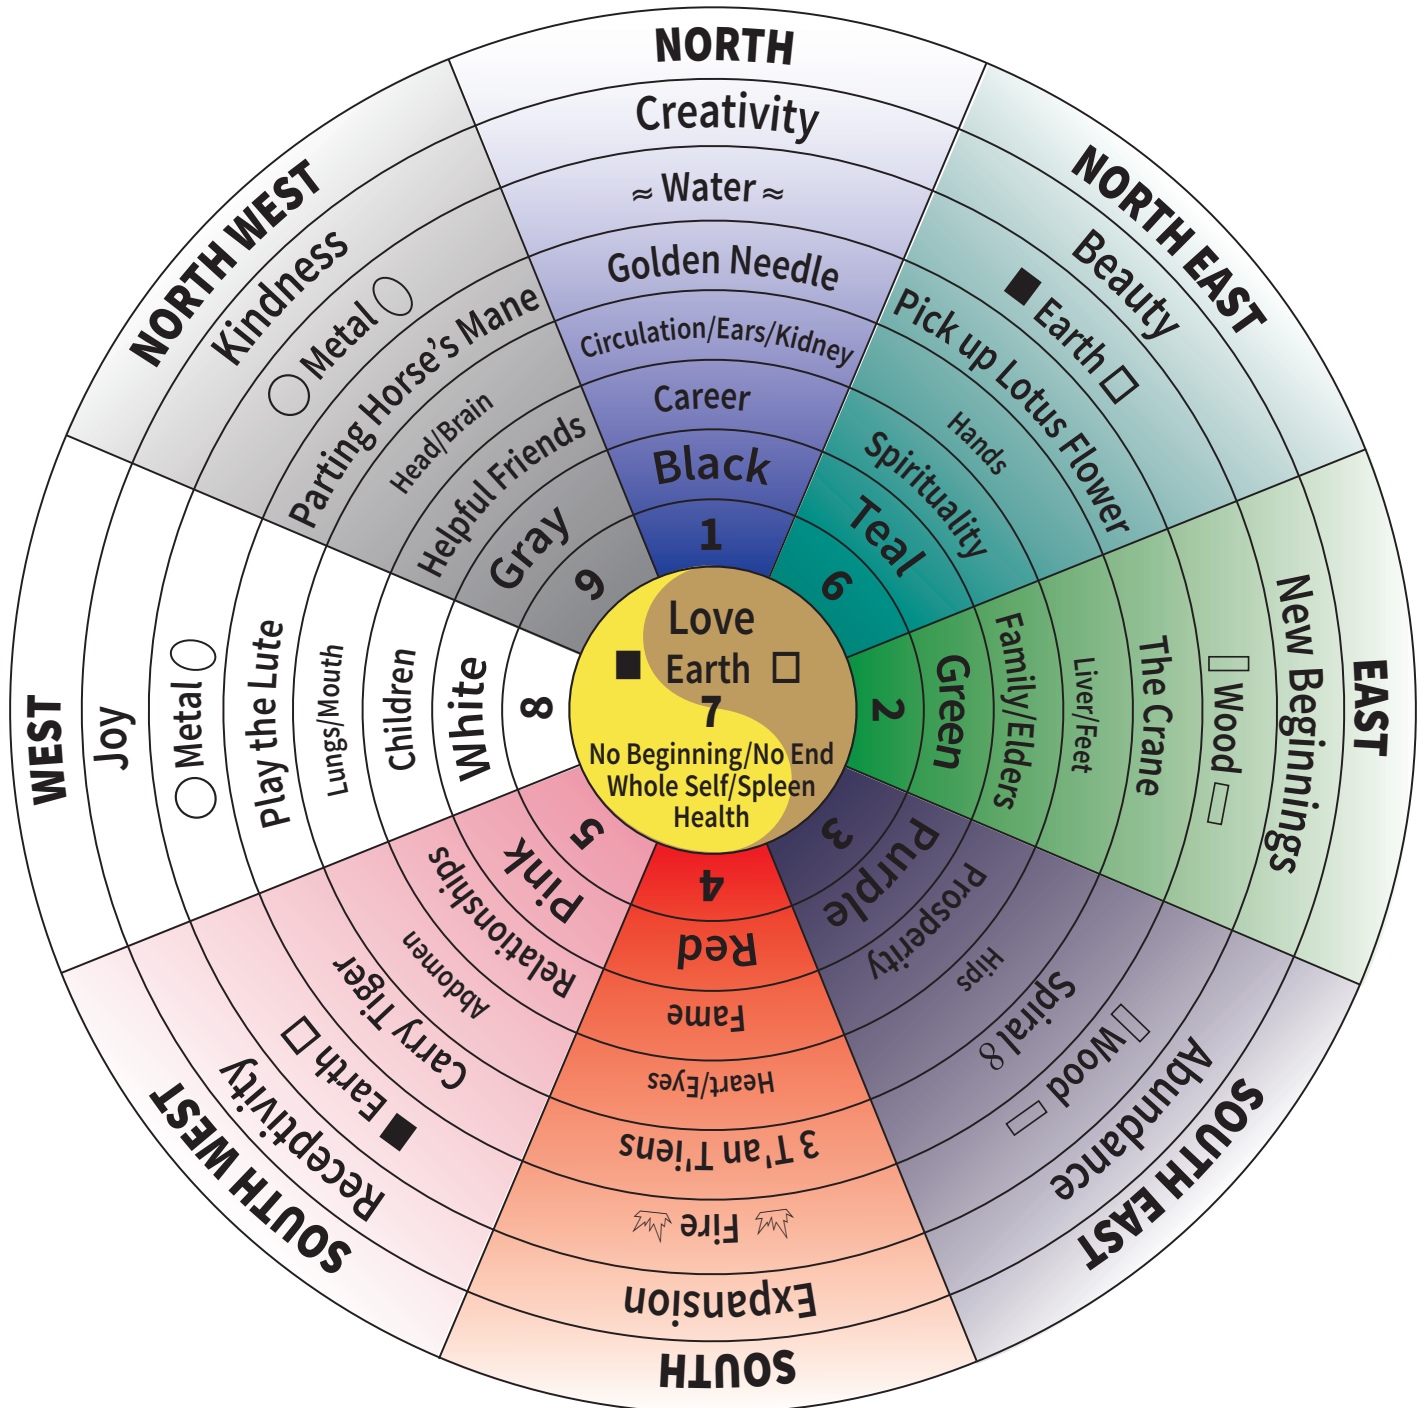 NORTH
Creativity
≈ Water ≈
Golden Needle
Circulation/Ears/Kidney
Career
Black
1
NORTH EAST
Beauty
Earth
Pick up Lotus Flower
Hands
Spirituality
Teal
6
EAST
New Beginnings
Wood
The Crane
Liver/Feet
Family/Elders
Green
2
SOUTH EAST
Abundance
Wood
Spiral 8
Hips
Prosperity
Purple
3
SOUTH
Expansion
Fire
3 T'an T'iens
Heart/Eyes
Fame
Red
4
SOUTH WEST
Receptivity
Earth
Carry Tiger
Abdomen
Relationships
Pink
5
WEST
Joy
Metal
Play the Lute
Lungs/Mouth
Children
White
8
NORTH WEST
Kindness
Metal
Parting Horse’s Mane
Head/Brain
Helpful Friends
Gray
9
Love
Earth
7
No Beginning/No End
Whole Self/Spleen
Health